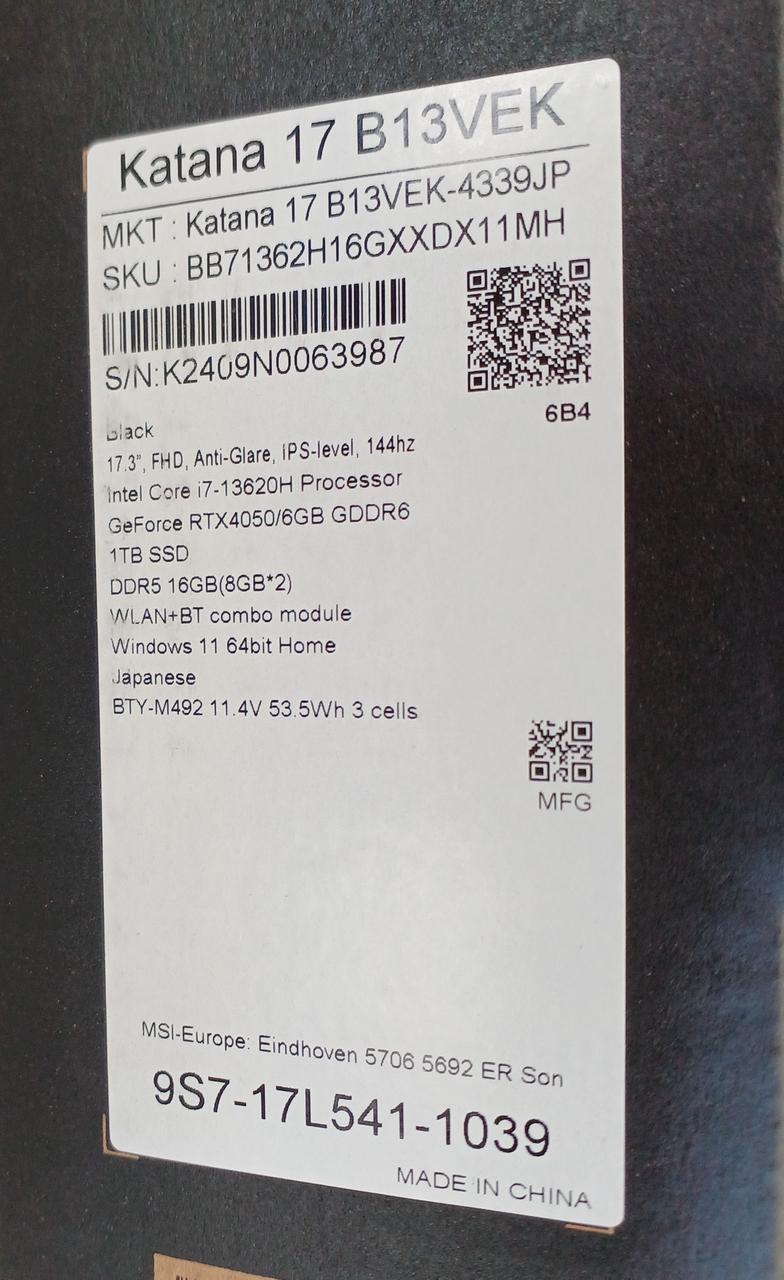 Katana 17 B13VEK
MKT : Katana 17 B13VEK-4339JP
SKU : BB71362H16GXXDX11MH
S/N:K2409N0063987
6B4
Black
17.3", FHD, Anti-Glare, IPS-level, 144hz
Intel Core i7-13620H Processor
GeForce RTX4050/6GB GDDR6
1TB SSD
DDR5 16GB(8GB*2)
WLAN+BT combo module
Windows 11 64bit Home
Japanese
BTY-M492 11.4V 53.5Wh 3 cells
MFG
MSI-Europe: Eindhoven 5706 5692 ER Son
9S7-17L541-1039
MADE IN CHINA